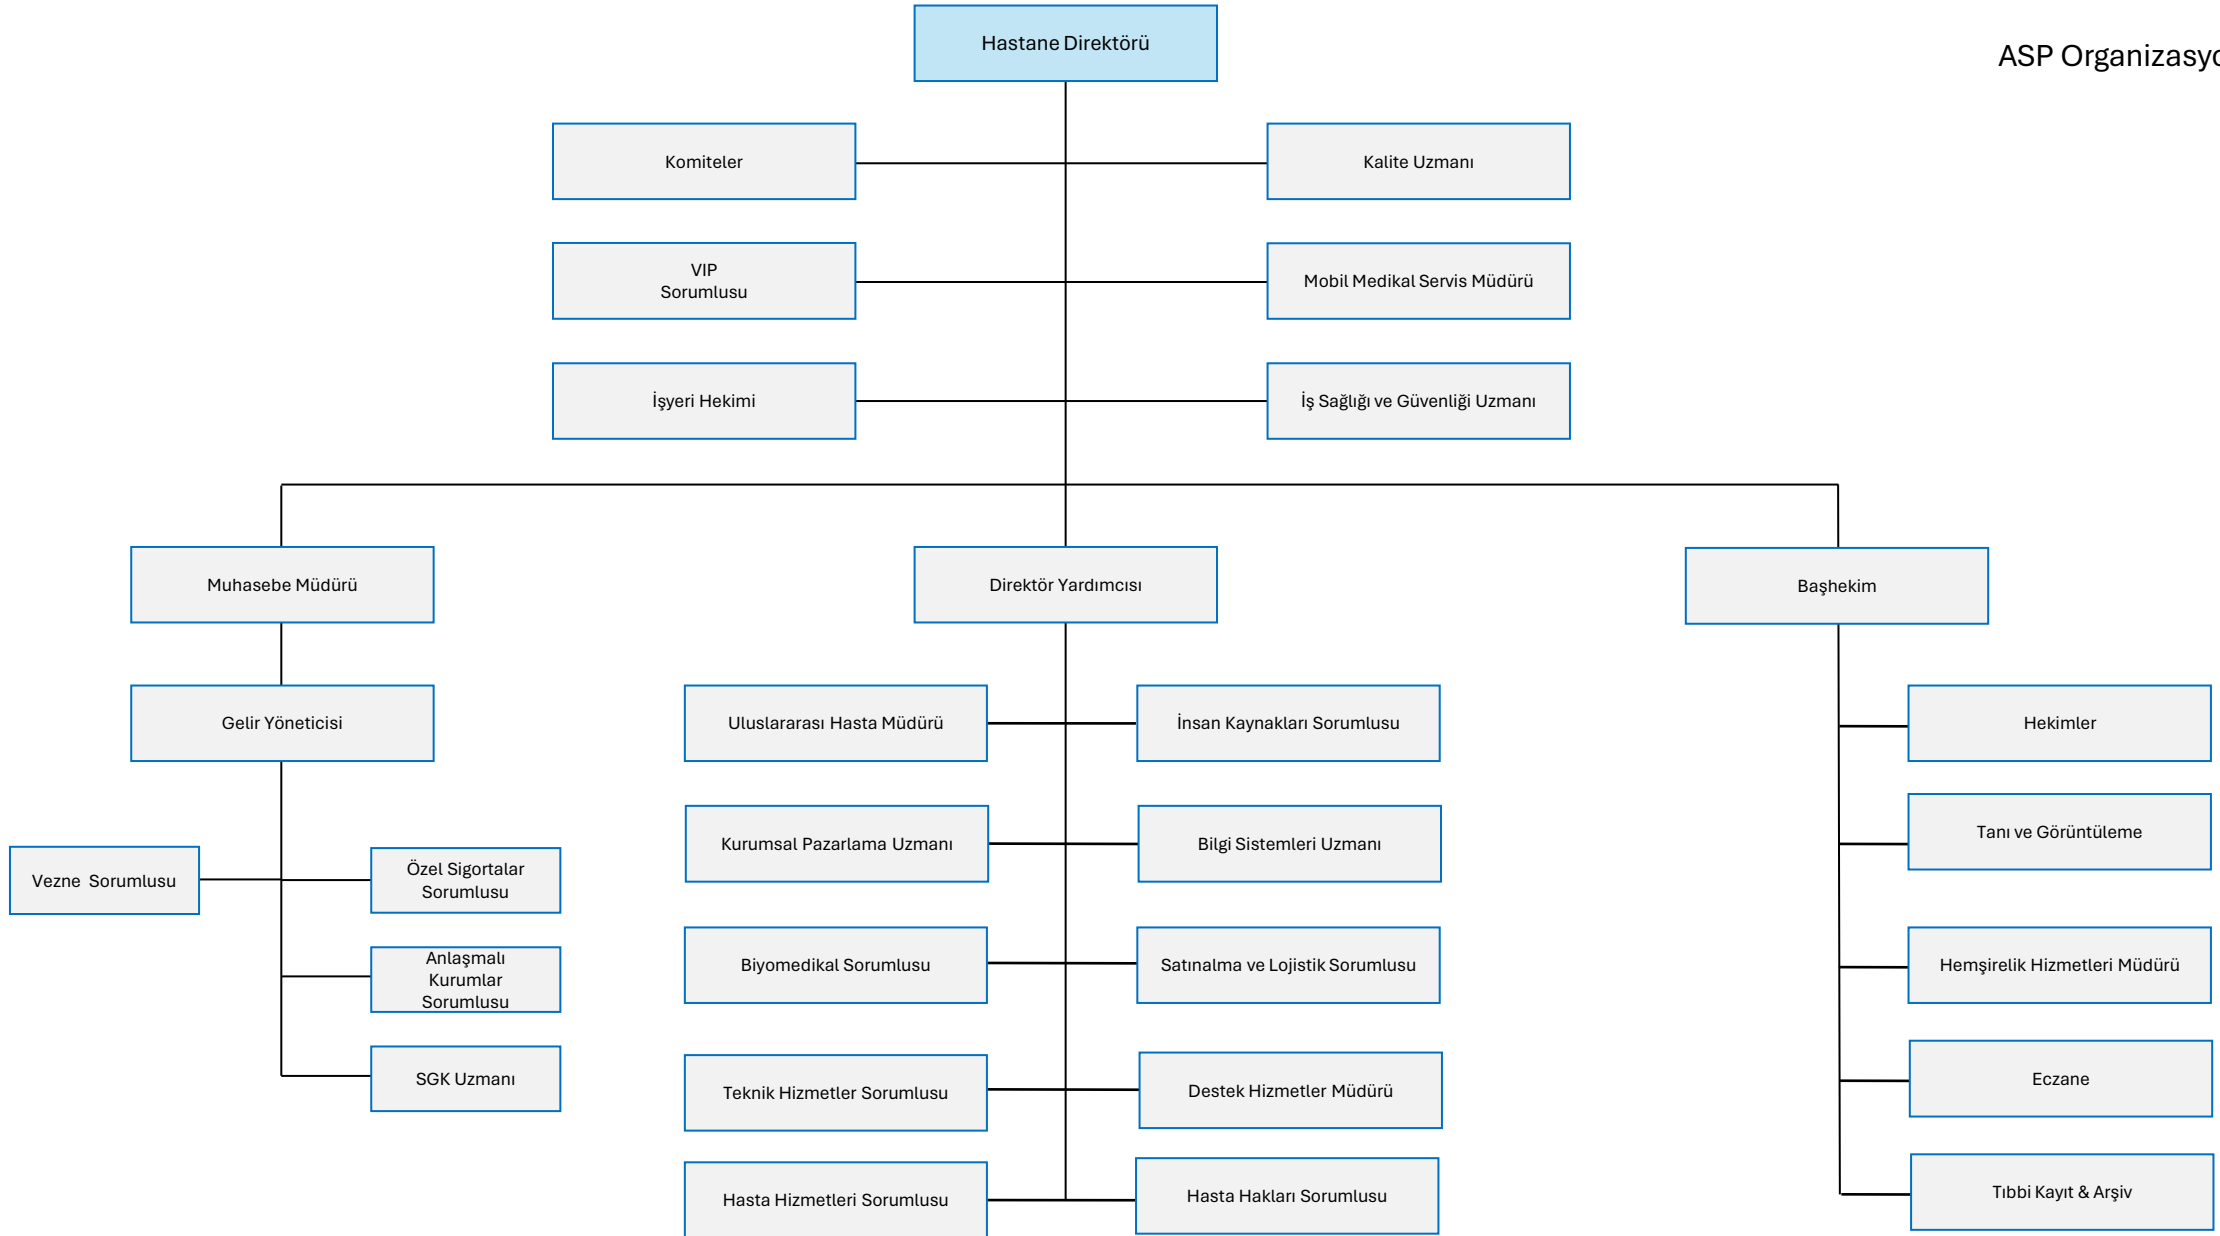 Hastane Direktörü
ASP
Komiteler
Kalite Uzmanı
VIP
Sorumlusu
Mobil Medikal Servis Müdürü
İşyeri Hekimi
İş Sağlığı ve Güvenliği Uzmanı
Muhasebe Müdürü
Direktör Yardımcısı
Başhekim
Gelir Yöneticisi
Uluslararası Hasta Müdürü
İnsan Kaynakları Sorumlusu
Hekimler
Kurumsal Pazarlama Uzmanı
Bilgi Sistemleri Uzmanı
Tanı ve Görüntüleme
Vezne Sorumlusu
Özel Sigortalar
Sorumlusu
Biyomedikal Sorumlusu
Satınalma ve Lojistik Sorumlusu
Hemşirelik Hizmetleri Müdürü
Anlaşmalı
Kurumlar
Sorumlusu
SGK Uzmanı
Teknik Hizmetler Sorumlusu
Destek Hizmetler Müdürü
Eczane
Hasta Hizmetleri Sorumlusu
Hasta Hakları Sorumlusu
Tıbbi Kayıt & Arşiv